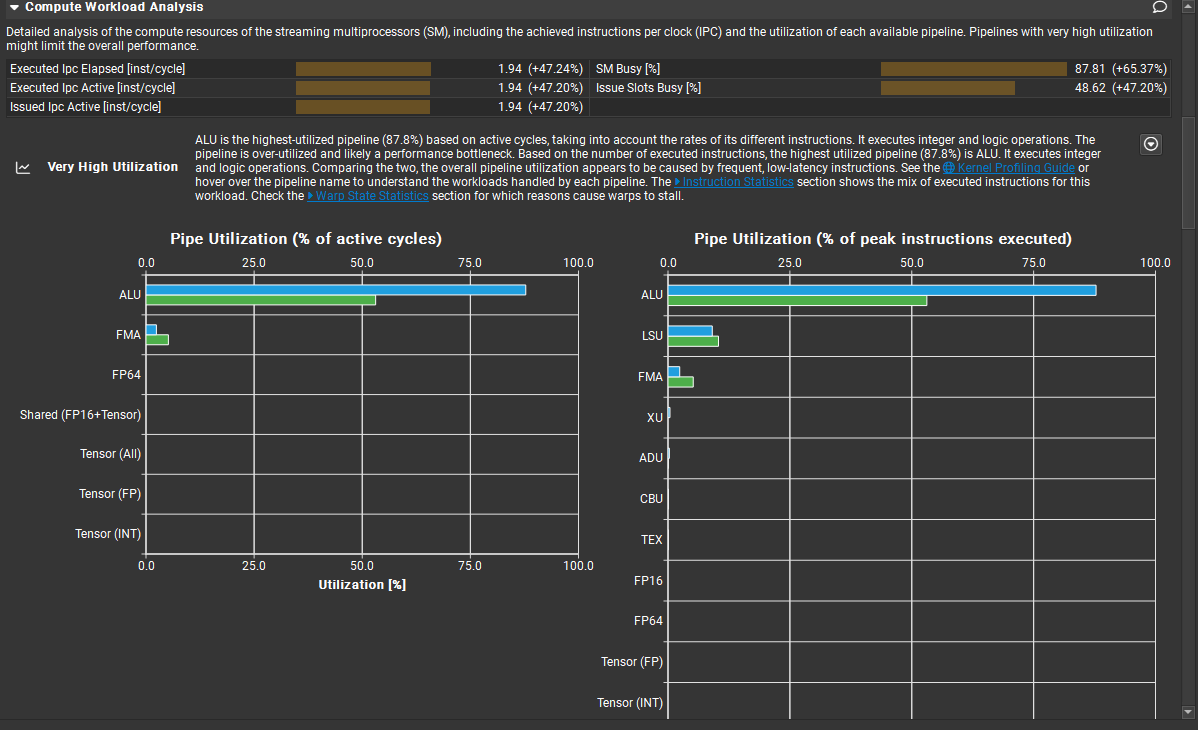 Compute Workload Analysis
Detailed analysis of the compute resources of the streaming multiprocessors (SM), including the achieved instructions per clock (IPC) and the utilization of each available pipeline. Pipelines with very high utilization
might limit the overall performance.
Executed Ipc Elapsed [inst/cycle] 1.94 (+47.24%) SM Busy [%] 87.81 (+65.37%)
Executed Ipc Active [inst/cycle] 1.94 (+47.20%) Issue Slots Busy [%] 48.62 (+47.20%)
Issued Ipc Active [inst/cycle] 1.94 (+47.20%)
Very High Utilization
ALU is the highest-utilized pipeline (87.8%) based on active cycles, taking into account the rates of its different instructions. It executes integer and logic operations. The
pipeline is over-utilized and likely a performance bottleneck. Based on the number of executed instructions, the highest utilized pipeline (87.8%) is ALU. It executes integer
and logic operations. Comparing the two, the overall pipeline utilization appears to be caused by frequent, low-latency instructions. See the Kernel Profiling Guide or
hover over the pipeline name to understand the workloads handled by each pipeline. The Instruction Statistics section shows the mix of executed instructions for this
workload. Check the Warp State Statistics section for which reasons cause warps to stall.
Pipe Utilization (% of active cycles)
0.0 25.0 50.0 75.0 100.0
ALU
FMA
FP64
Shared (FP16+Tensor)
Tensor (All)
Tensor (FP)
Tensor (INT)
0.0 25.0 50.0 75.0 100.0
Utilization [%]
Pipe Utilization (% of peak instructions executed)
0.0 25.0 50.0 75.0 100.0
ALU
LSU
FMA
XU
ADU
CBU
TEX
FP16
FP64
Tensor (FP)
Tensor (INT)